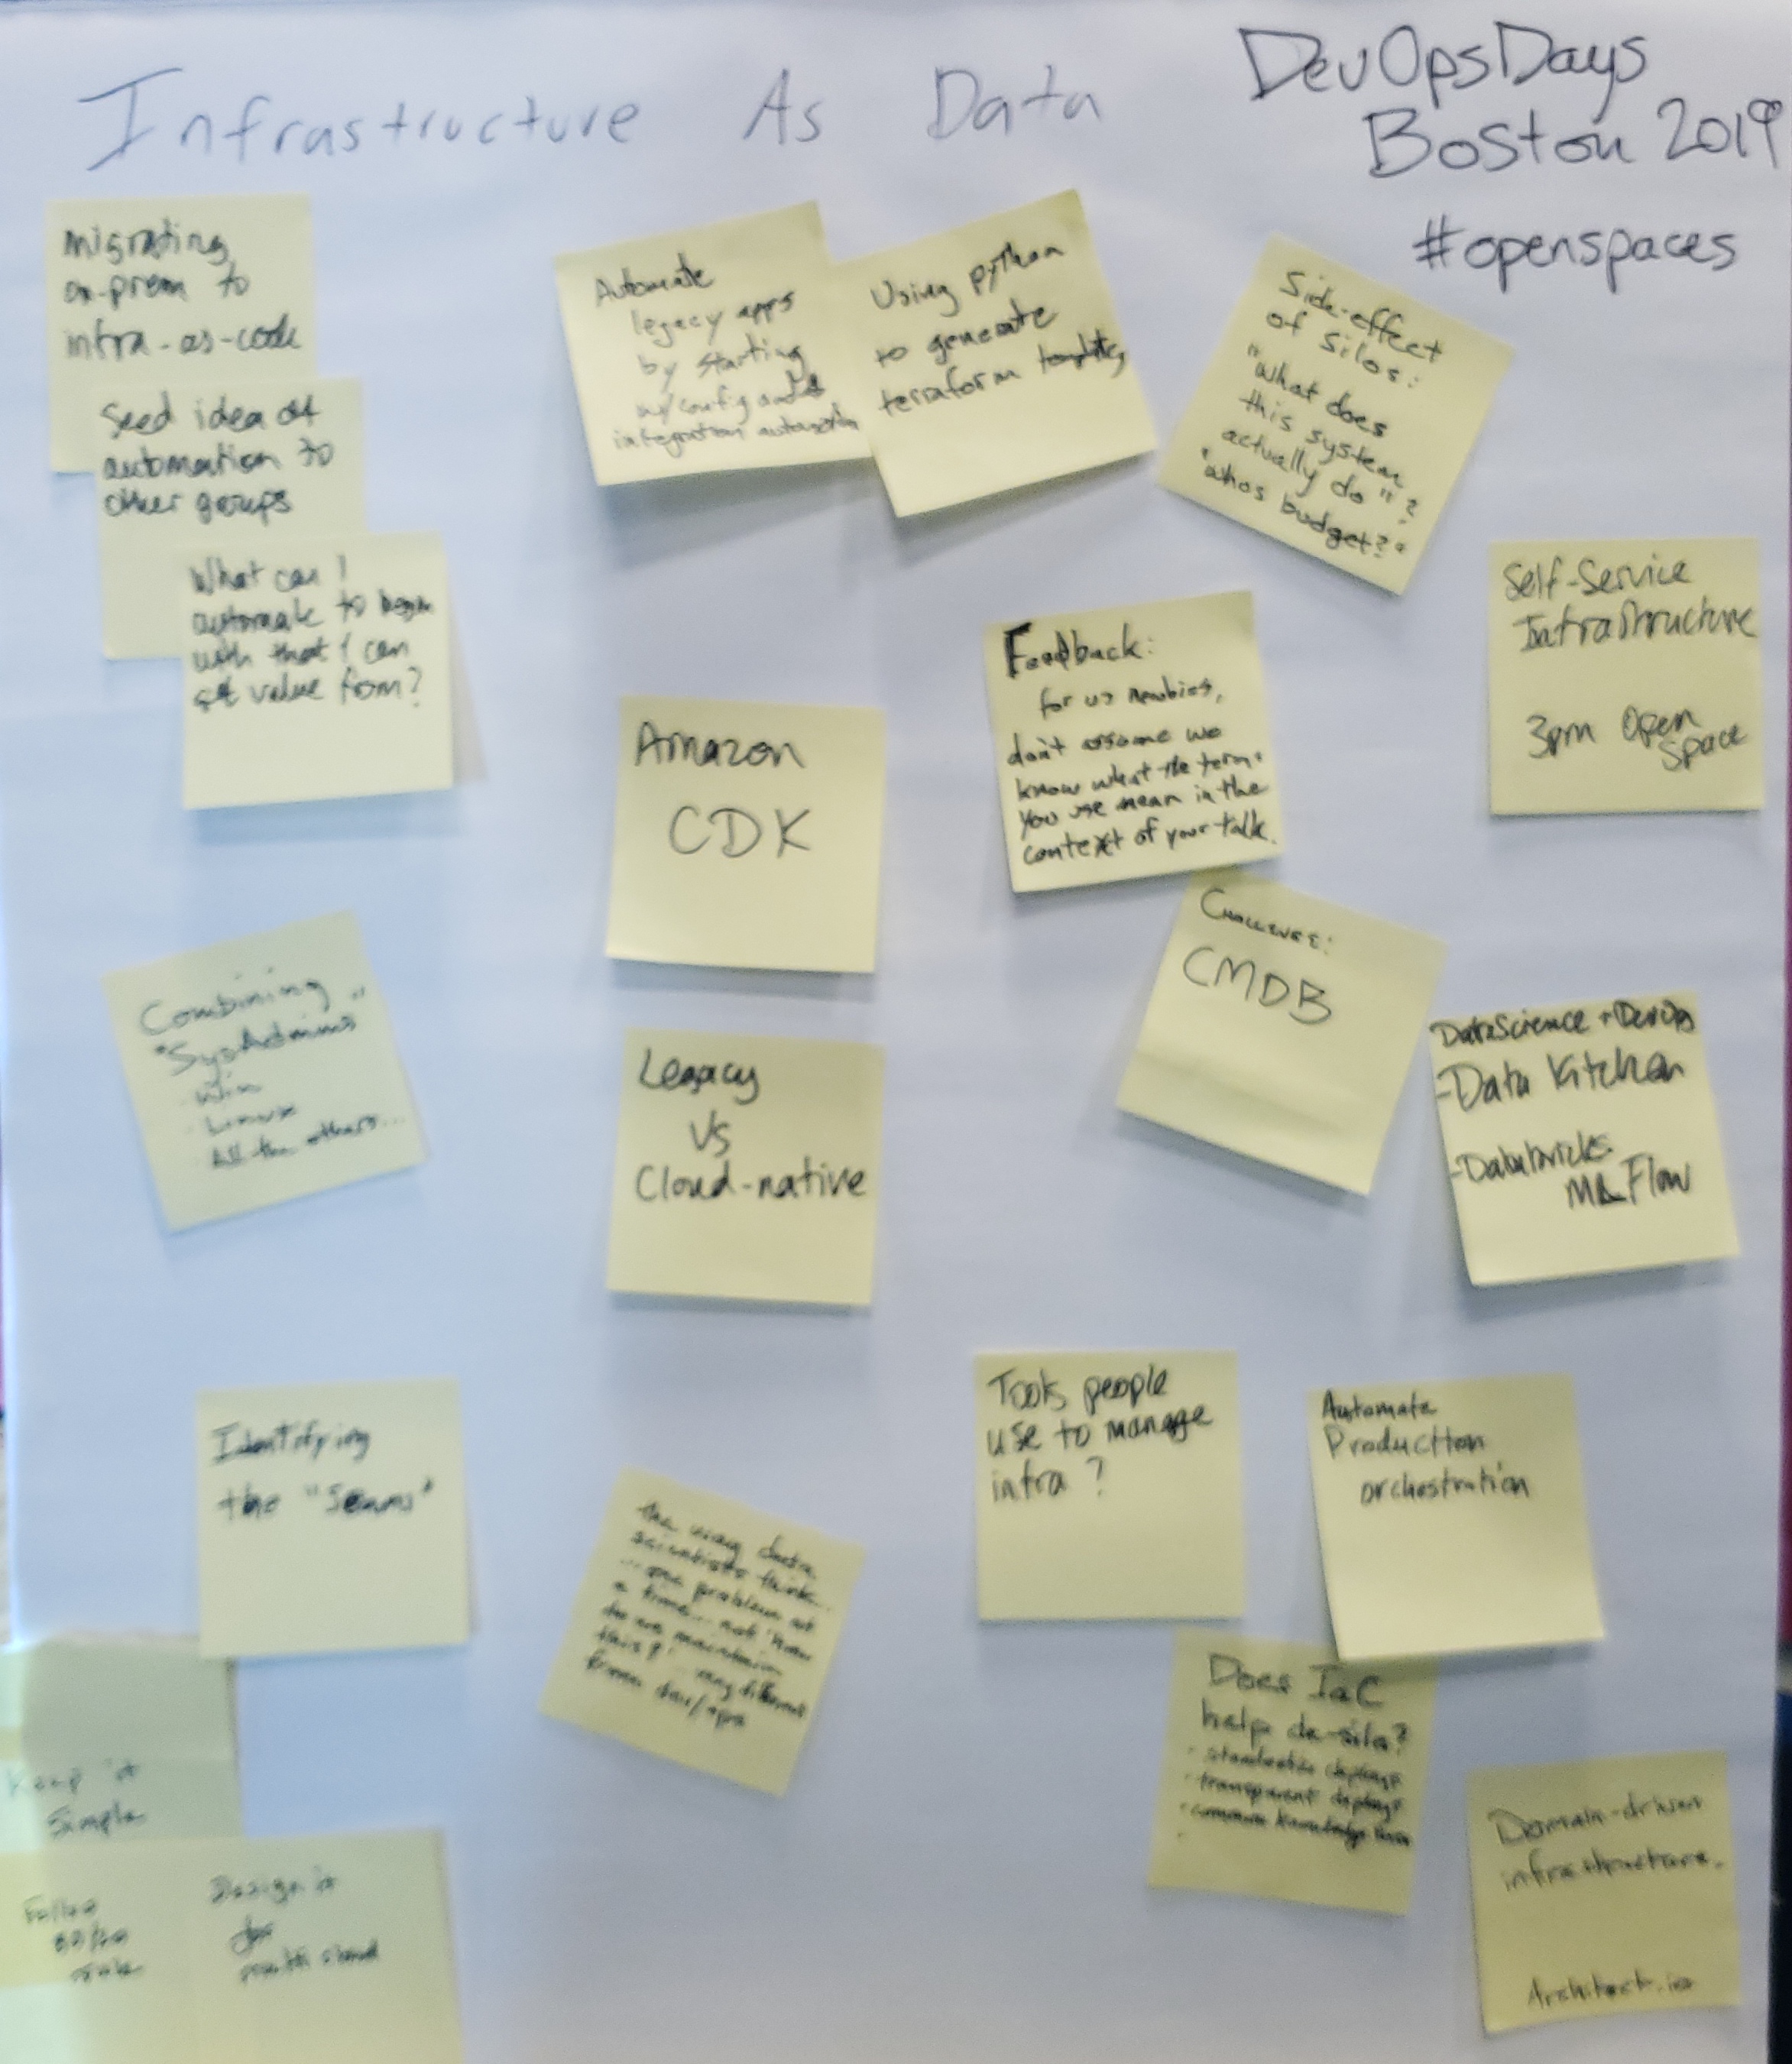 Infrastructure As Data
DevOpsDays
Boston 2019
#openspaces
Migrating
on-prem to
infra-as-code
Seed idea of
automation to
other groups
What can I
automate to begin
with that I can
get value from?
Automate
legacy apps
by starting
w/config and
integration automation
Using python
to generate
terraform templates
Side-effect
of silos:
"what does
this system
actually do"?
"whos budget?"
Self-Service
Infrastructure
3pm Open
Space
Feedback:
for us newbies,
don't assume we
know what the terms
you use mean in the
context of your talk.
Amazon
CDK
Challenge:
CMDB
Combining
"SysAdmins"
- Win
- Linux
- All the others...
Legacy
Vs
Cloud-native
DataScience + DevOps
- Data Kitchen
- Databricks
ML Flow
Identifying
the "Seams"
Tools people
use to manage
infra?
Automate
Production
orchestration
the way data
scientists think..
... one problem at
a time... not "how
do we maintain
this?" very different
from dev/ops
Does IaC
help de-silo?
transparent deploys
common knowledge
Keep it
Simple
Follow
80/20
rule
Design it
for
multi cloud
Domain-driven
infrastructure.
Architect.io